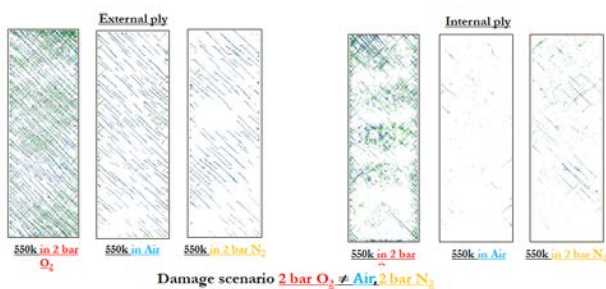 External ply
Internal ply
550k in 2 bar O₂
550k in Air
550k in 2 bar N₂
550k in 2 bar
550k in Air
550k in 2 bar N₂
Damage scenario 2 bar O₂ ≠ Air, 2 bar N₂